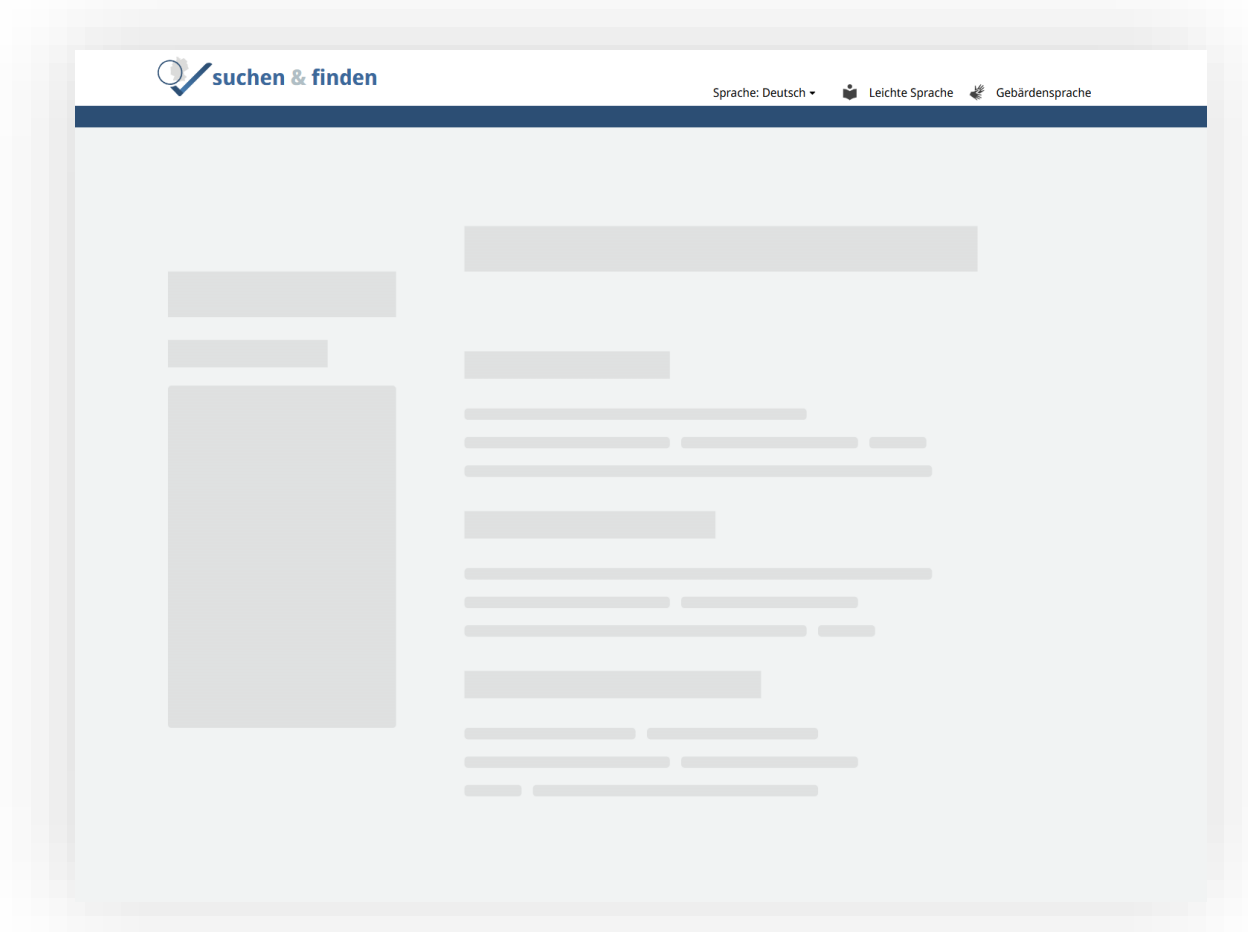 suchen & finden
Sprache: Deutsch
Leichte Sprache
Gebärdensprache